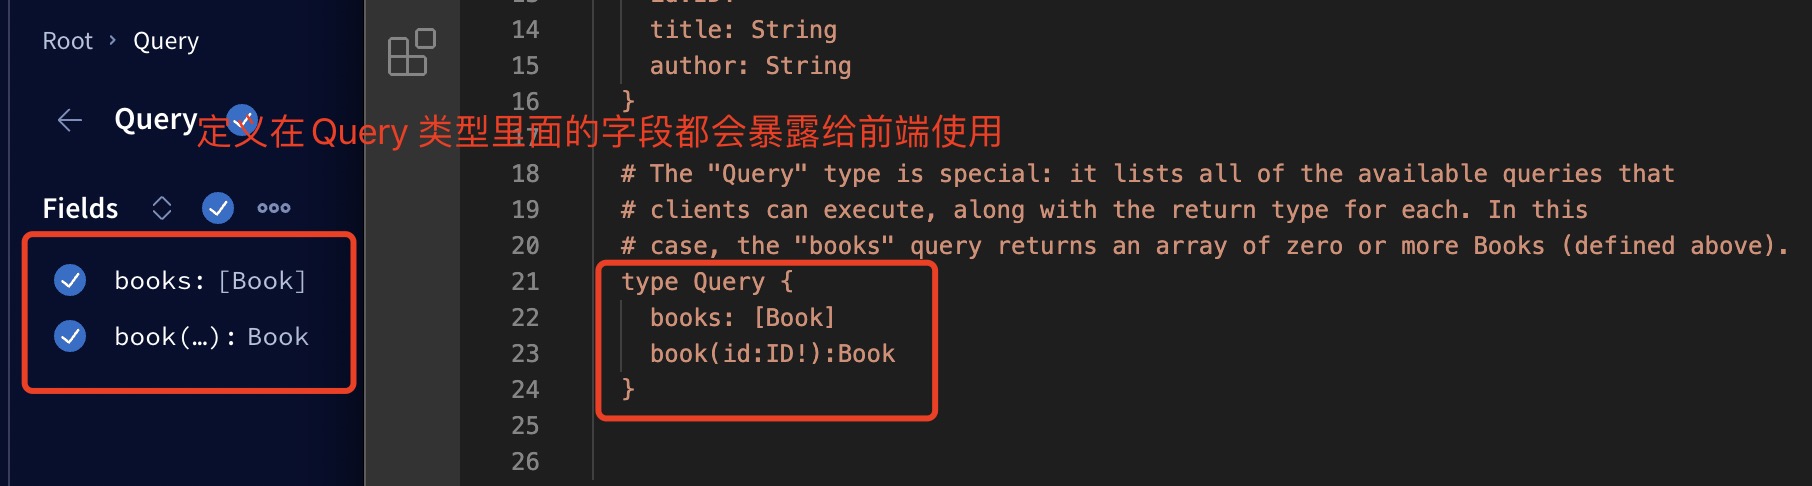 Root › Query
Query
Fields
books: [Book]
book(…): Book
定义在 Query 类型里面的字段都会暴露给前端使用
14 title: String
15 author: String
16 }
17
18 # The "Query" type is special: it lists all of the available queries that
19 # clients can execute, along with the return type for each. In this
20 # case, the "books" query returns an array of zero or more Books (defined above).
21 type Query {
22 books: [Book]
23 book(id:ID!):Book
24 }
25
26